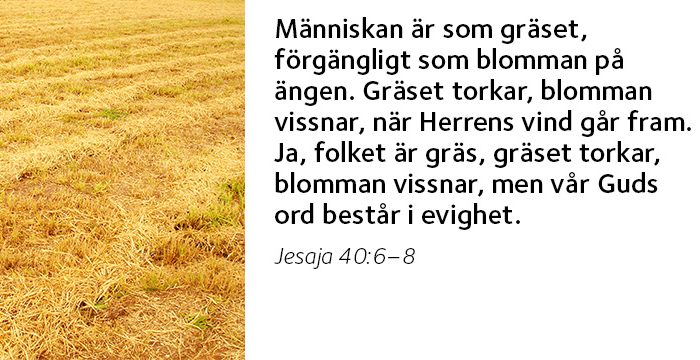 Människan är som gräset,
förgängligt som blomman på
ängen. Gräset torkar, blomman
vissnar, när Herrens vind går fram.
Ja, folket är gräs, gräset torkar,
blomman vissnar, men vår Guds
ord består i evighet.
Jesaja 40:6–8